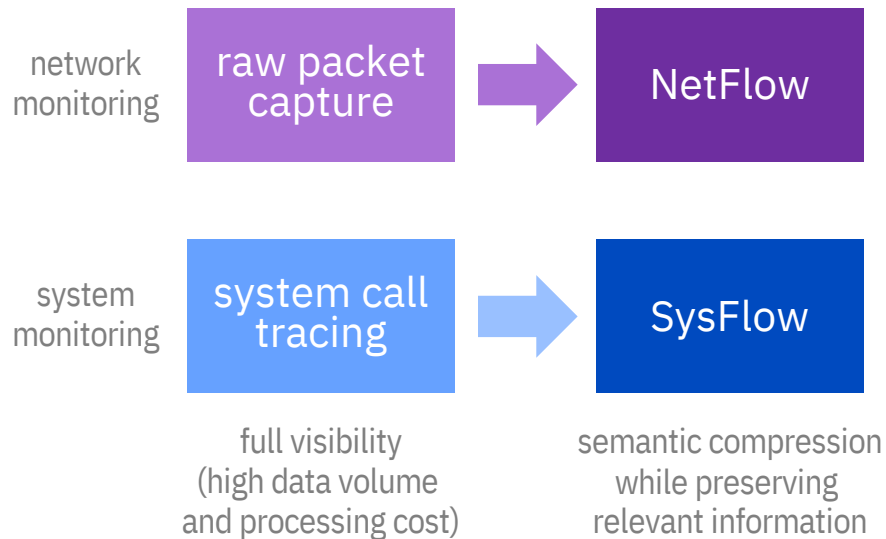 network
monitoring
raw packet
capture
NetFlow
system
monitoring
system call
tracing
SysFlow
full visibility
(high data volume
and processing cost)
semantic compression
while preserving
relevant information